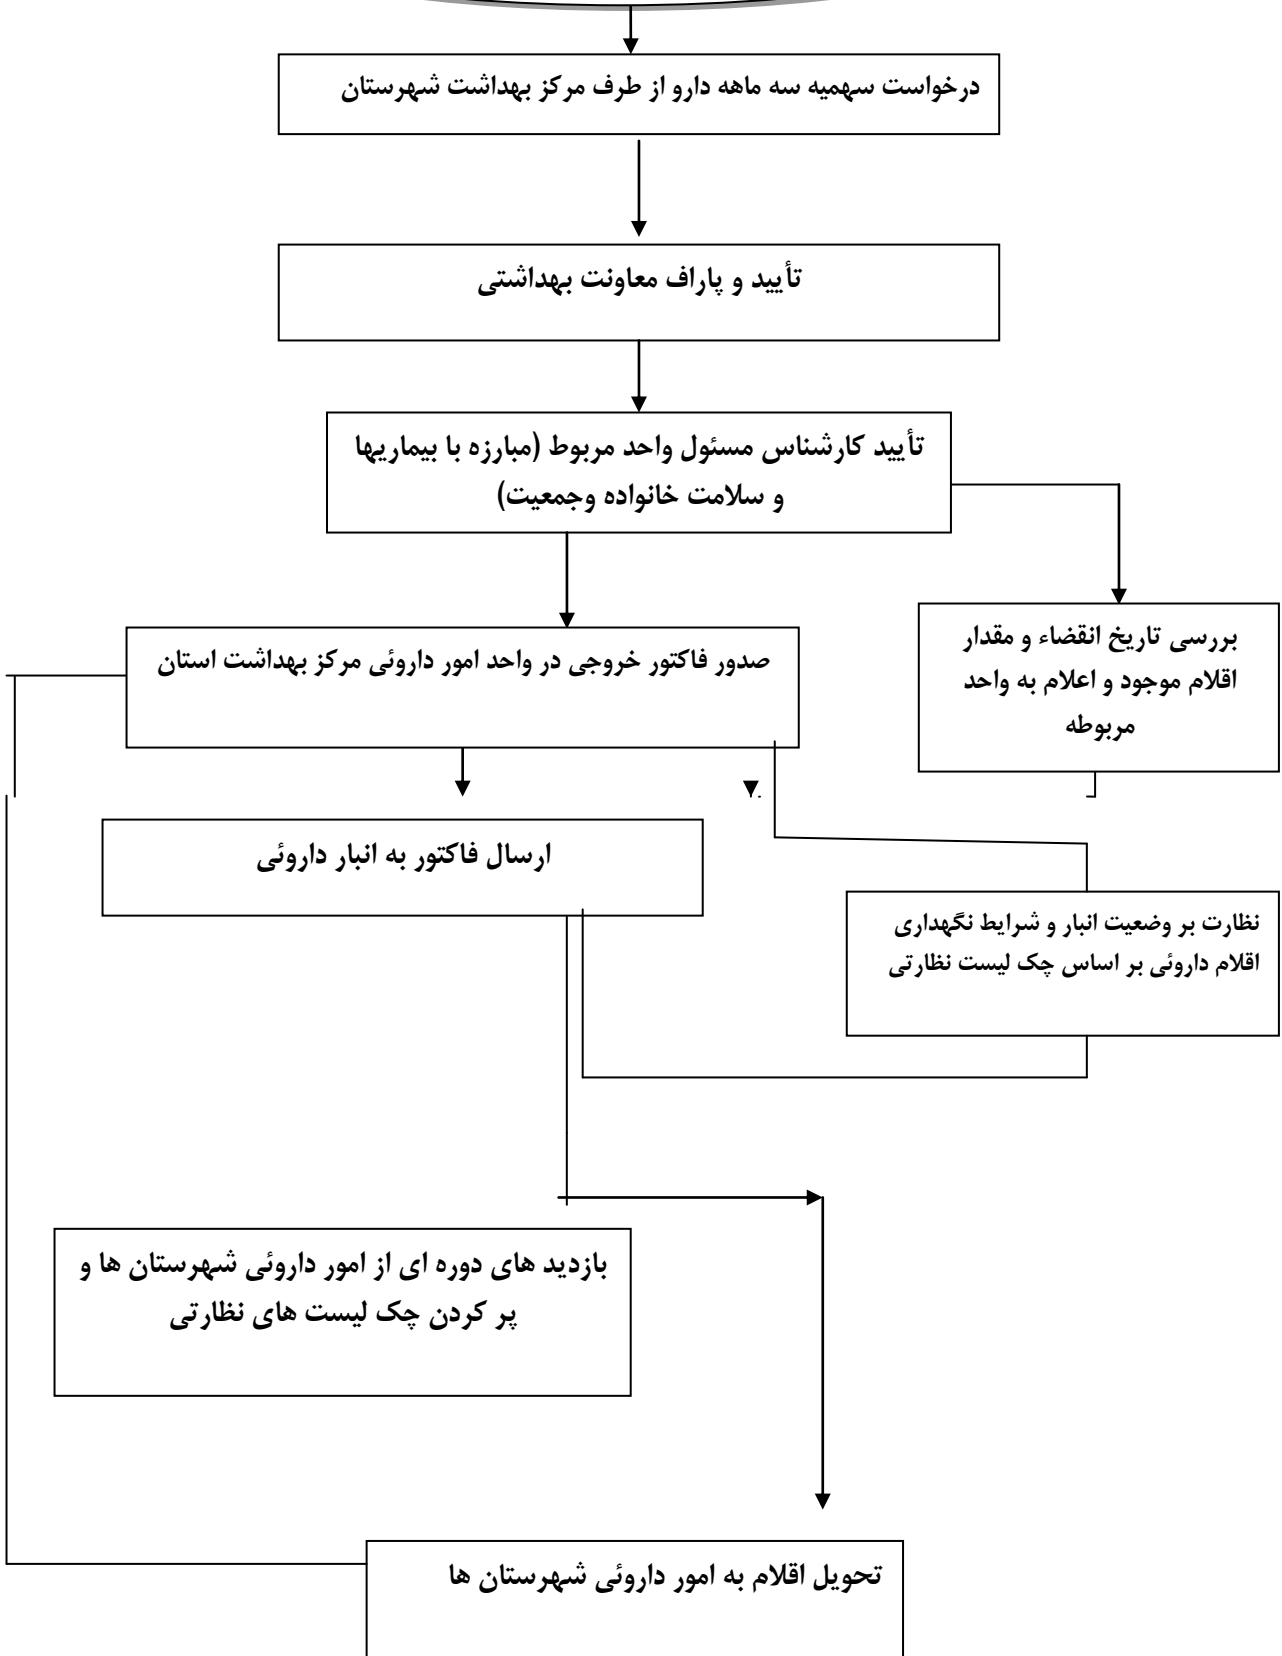 درخواست سهمیه سه ماهه دارو از طرف مرکز بهداشت شهرستان
تأیید و پاراف معاونت بهداشتی
تأیید کارشناس مسئول واحد مربوط (مبارزه با بیماریها
و سلامت خانواده وجمعیت)
بررسی تاریخ انقضاء و مقدار
اقلام موجود و اعلام به واحد
مربوطه
صدور فاکتور خروجی در واحد امور داروئی مرکز بهداشت استان
ارسال فاکتور به انبار داروئی
نظارت بر وضعیت انبار و شرایط نگهداری
اقلام داروئی بر اساس چک لیست نظارتی
بازدید های دوره ای از امور داروئی شهرستان ها و
پر کردن چک لیست های نظارتی
تحویل اقلام به امور داروئی شهرستان ها